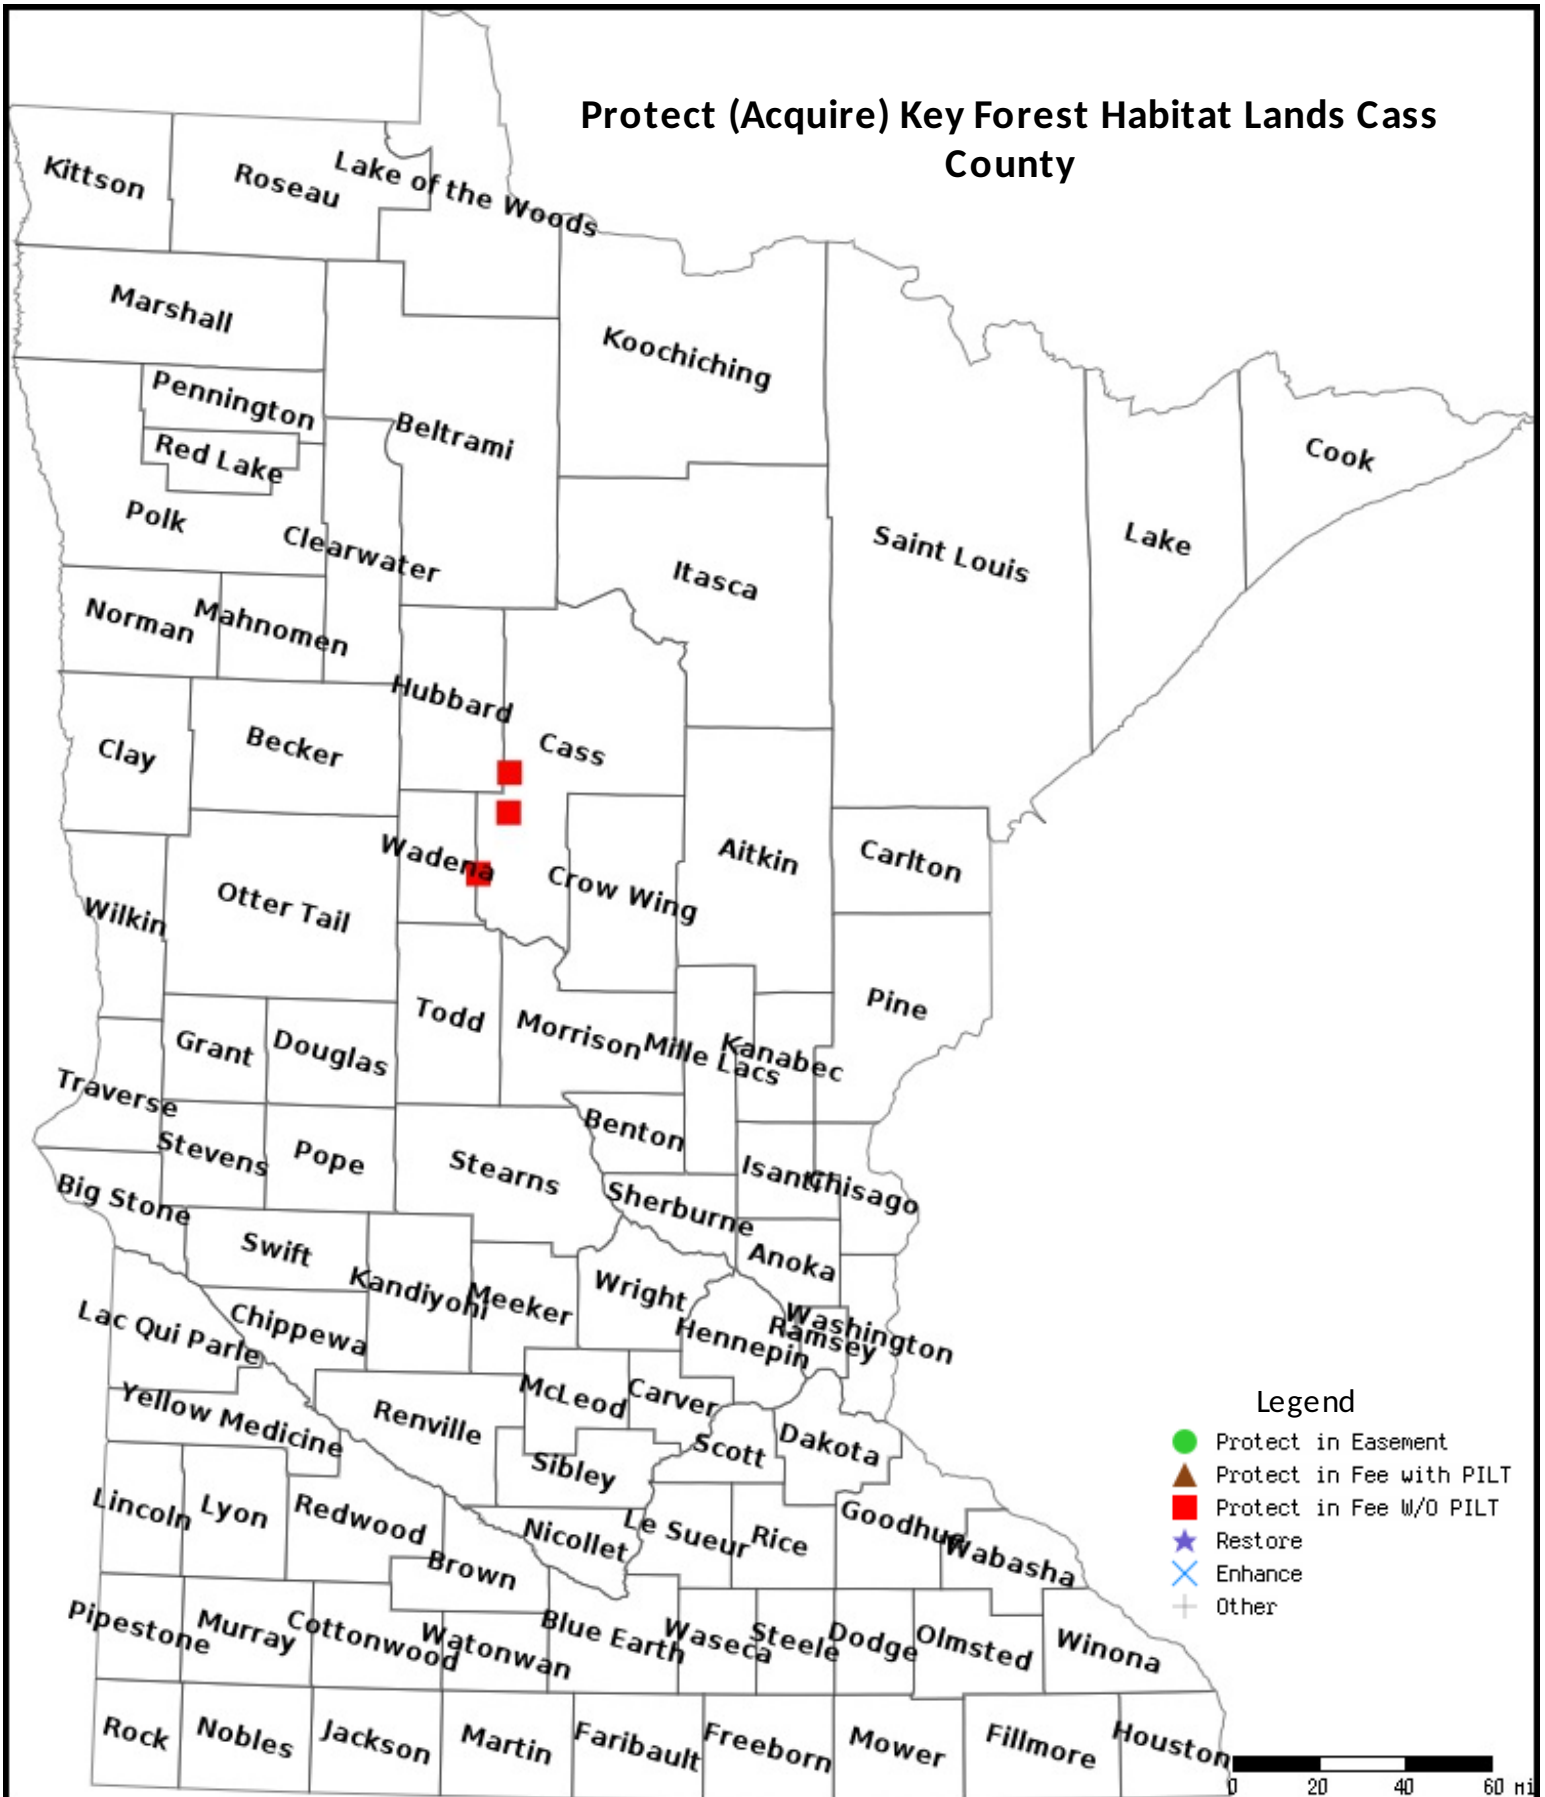 Protect (Acquire) Key Forest Habitat Lands Cass
County
Kittson
Roseau
Lake of the Woods
Marshall
Koochiching
Pennington
Beltrami
Red Lake
Cook
Polk
Clearwater
Saint Louis
Lake
Itasca
Norman
Mahnomen
Hubbard
Cass
Clay
Becker
Wadena
Aitkin
Carlton
Crow Wing
Otter Tail
Wilkin
Pine
Todd
Morrison
Mille Lacs
Kanabec
Grant
Douglas
Traverse
Benton
Stevens
Pope
Stearns
Isanti
Chisago
Big Stone
Sherburne
Swift
Anoka
Kandiyohi
Meeker
Wright
Washington
Ramsey
Hennepin
Lac Qui Parle
Chippewa
McLeod
Carver
Yellow Medicine
Renville
Scott
Dakota
Sibley
Legend
Protect in Easement
Protect in Fee with PILT
Protect in Fee W/O PILT
Restore
Enhance
Other
Lincoln
Lyon
Redwood
Nicollet
Le Sueur
Rice
Goodhue
Wabasha
Brown
Pipestone
Murray
Cottonwood
Watonwan
Blue Earth
Waseca
Steele
Dodge
Olmsted
Winona
Rock
Nobles
Jackson
Martin
Faribault
Freeborn
Mower
Fillmore
Houston
0 20 40 60 mi